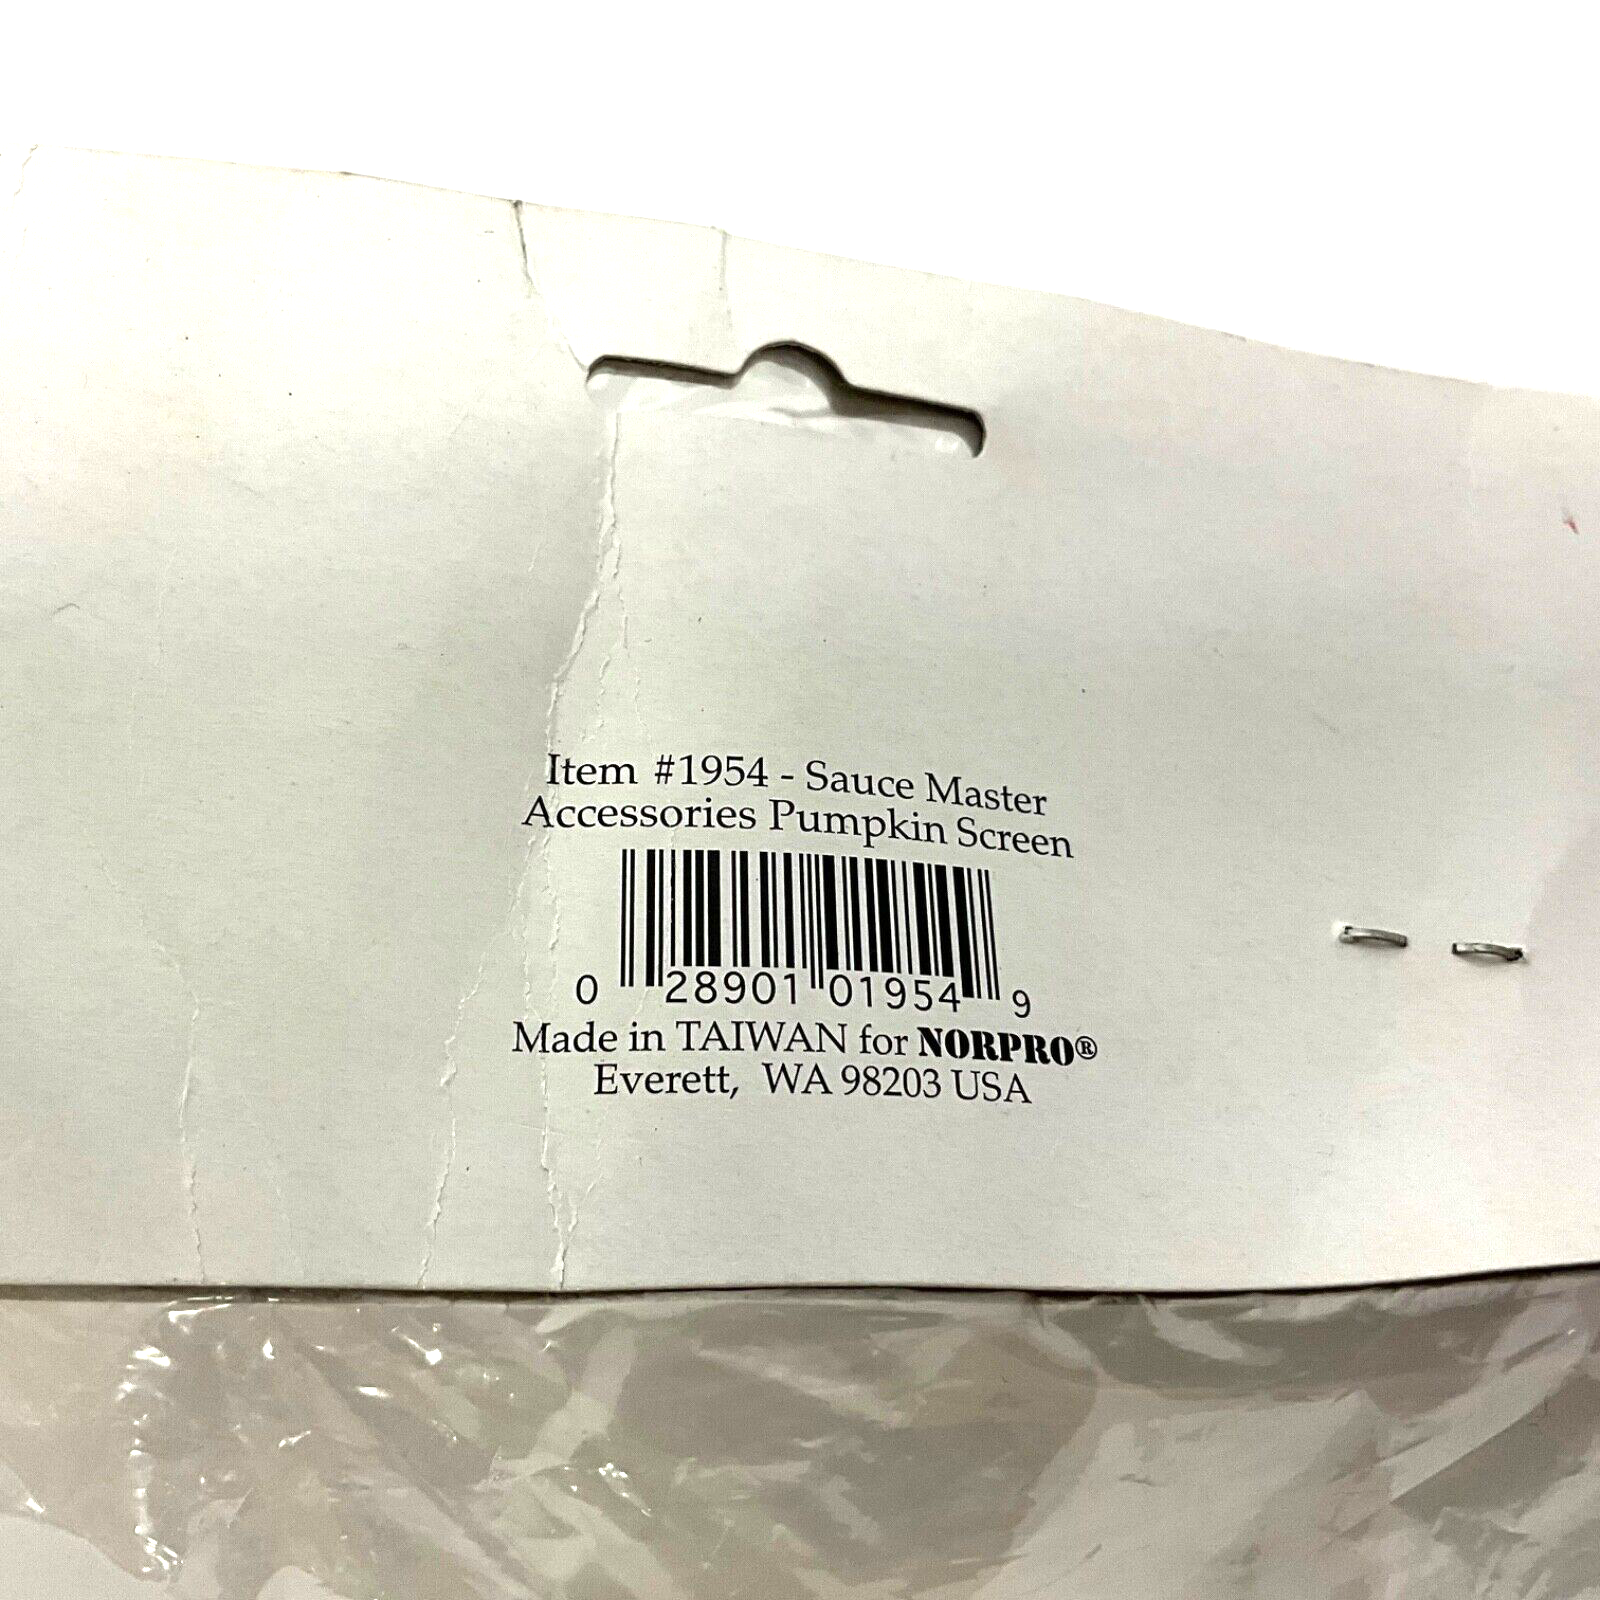 Item #1954 - Sauce Master
Accessories Pumpkin Screen
0 28901 01954 9
Made in TAIWAN for NORPRO®
Everett, WA 98203 USA